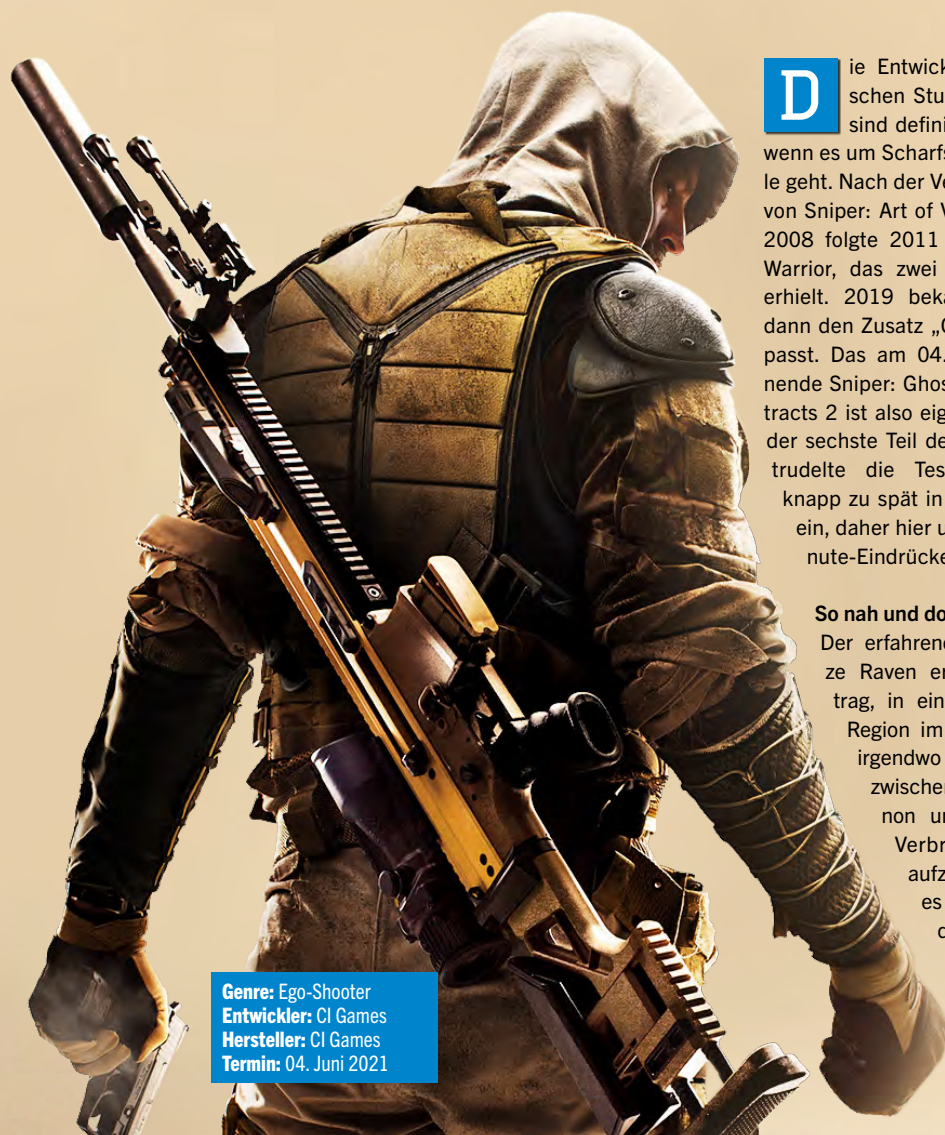 Die Entwick
schen Stu
sind defini
wenn es um Scharfs
le geht. Nach der Ve
von Sniper: Art of V
2008 folgte 2011
Warrior, das zwei
erhielt. 2019 beka
dann den Zusatz „
passt. Das am 04.
nende Sniper: Ghos
tracts 2 ist also eig
der sechste Teil de
trudelte die Tes
knapp zu spät in
ein, daher hier u
nute-Eindrücke
So nah und do
Der erfahrene
ze Raven er
trag, in ein
Region im
irgendwo
zwischen
non un
Verbr
aufz
es
Genre: Ego-Shooter
Entwickler: CI Games
Hersteller: CI Games
Termin: 04. Juni 2021